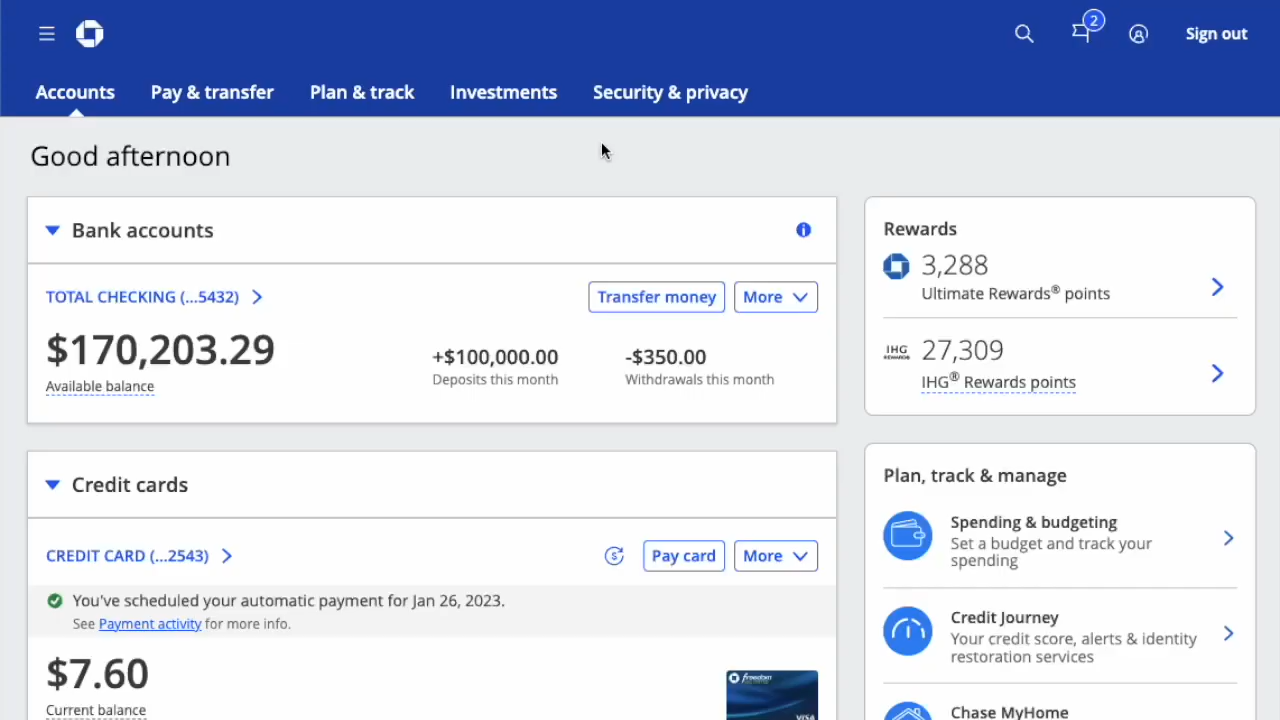 2
Sign out
Accounts
Pay & transfer
Plan & track
Investments
Security & privacy
Good afternoon
Bank accounts
TOTAL CHECKING (...5432)
Transfer money
More
$170,203.29
Available balance
+$100,000.00
Deposits this month
-$350.00
Withdrawals this month
Credit cards
CREDIT CARD (...2543)
Pay card
More
You've scheduled your automatic payment for Jan 26, 2023.
See Payment activity for more info.
$7.60
Current balance
freedom
VISA
Rewards
3,288
Ultimate Rewards® points
IHG
REWARDS
27,309
IHG® Rewards points
Plan, track & manage
Spending & budgeting
Set a budget and track your
spending
Credit Journey
Your credit score, alerts & identity
restoration services
Chase MyHome